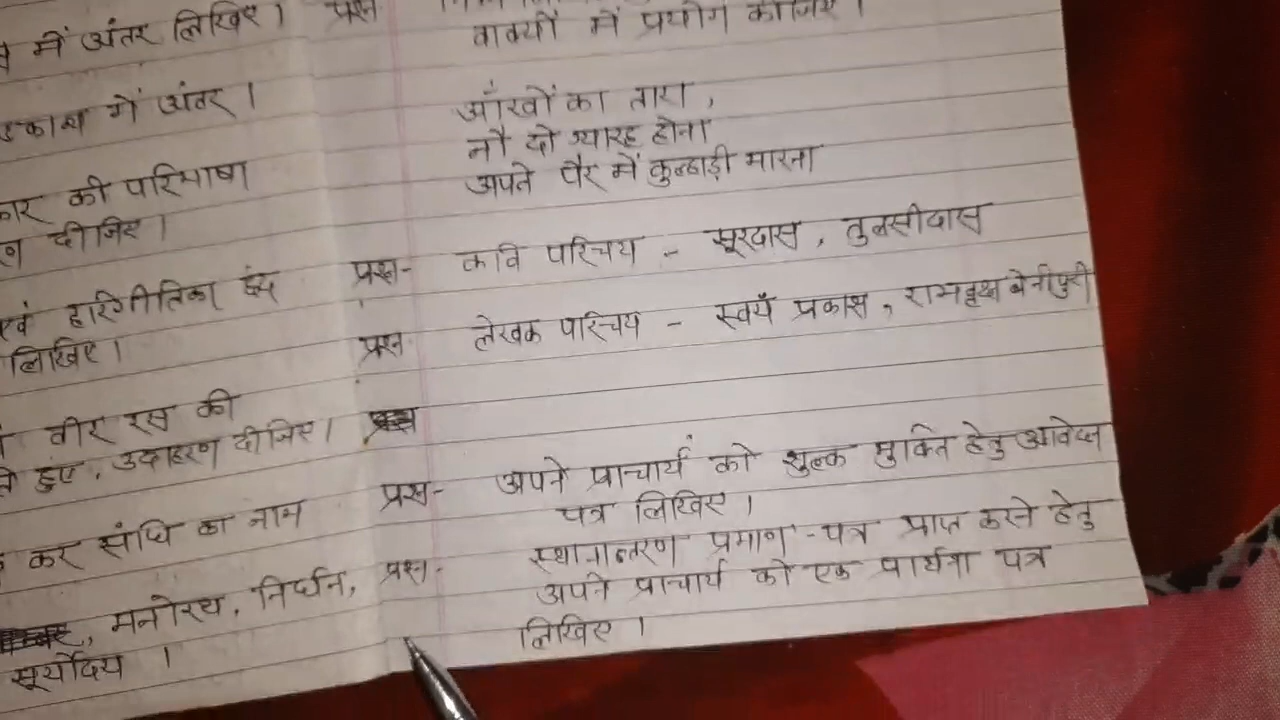 में अंतर लिखिए।
में अंतर।
की परिभाषा
दीजिए।
एवं हरिगीतिका छंद
लिखिए।
वीर रस की
हुए, उदाहरण दीजिए।
कर संधि का नाम
, मनोरथ, निर्धन,
सूर्योदय ।
प्रश्न
वाक्यों में प्रयोग कीजिए।
आँखों का तारा,
नौ दो ग्यारह होना
अपने पैर में कुल्हाड़ी मारना
प्रश्न- कवि परिचय - सूरदास, तुलसीदास
प्रश्न लेखक परिचय - स्वयँ प्रकाश, रामवृक्ष बेनीपुरी
प्रश्न- अपने प्राचार्य को शुल्क मुक्ति हेतु आवेदन
पत्र लिखिए।
प्रश्न- स्थानान्तरण प्रमाण-पत्र प्राप्त करने हेतु
अपने प्राचार्य को एक प्रार्थना पत्र
लिखिए।